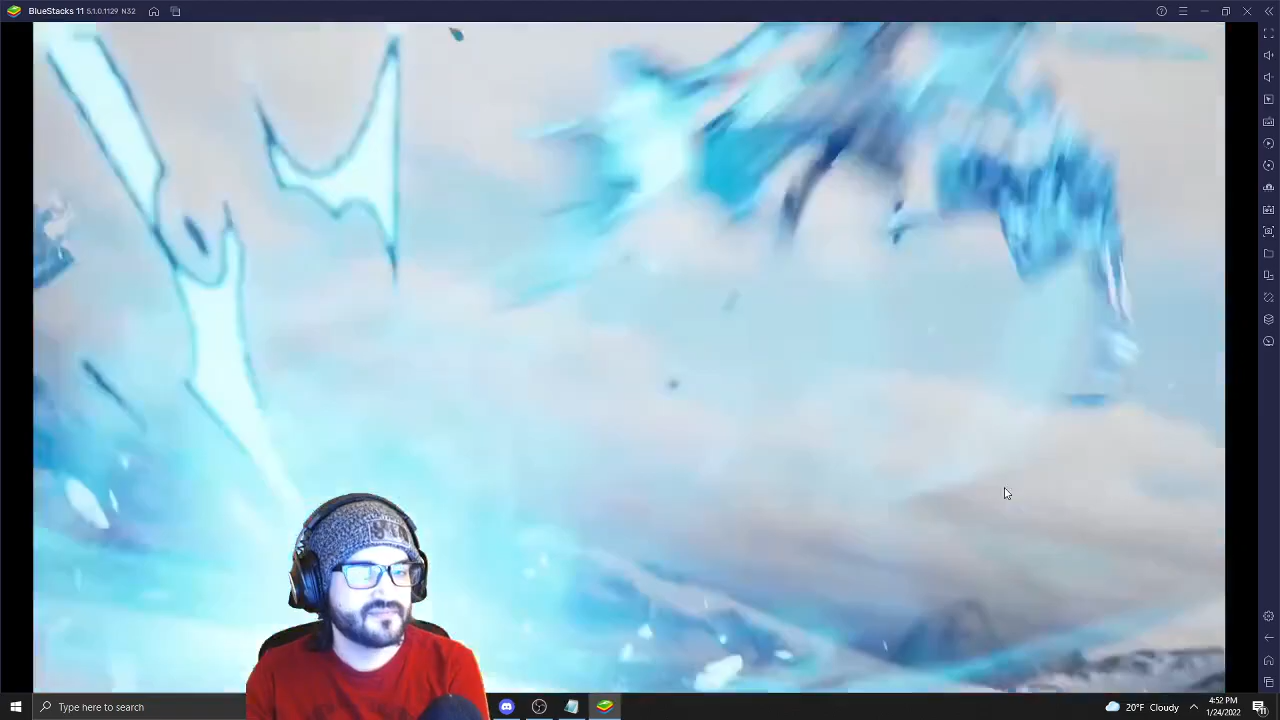 BlueStacks 11 5.1.0.1129 N32
Type here to search
20°F Cloudy
4:52 PM
1/24/2022